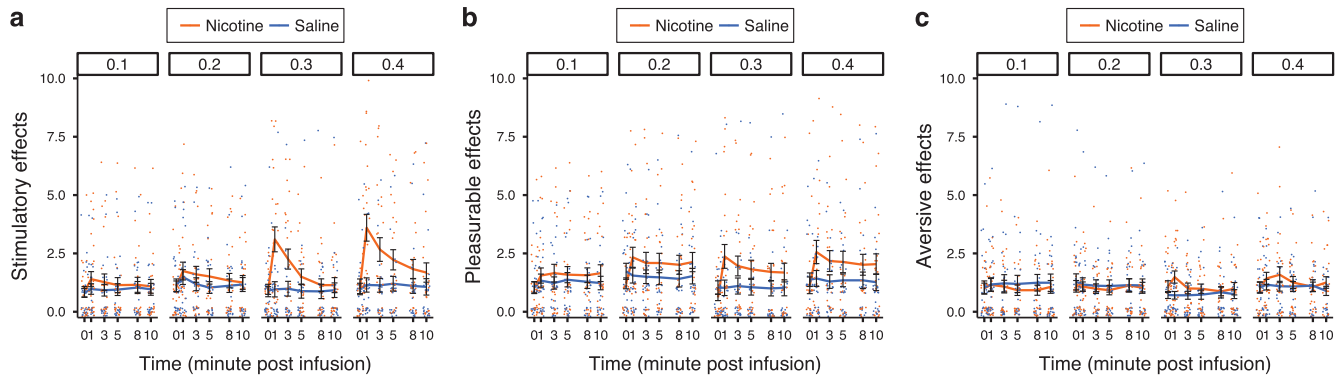 a
Nicotine Saline
0.1 0.2 0.3 0.4
Stimulatory effects
10.0
7.5
5.0
2.5
0.0
01 3 5 8 10 01 3 5 8 10 01 3 5 8 10 01 3 5 8 10
Time (minute post infusion)
b
Nicotine Saline
0.1 0.2 0.3 0.4
Pleasurable effects
10.0
7.5
5.0
2.5
0.0
01 3 5 8 10 01 3 5 8 10 01 3 5 8 10 01 3 5 8 10
Time (minute post infusion)
c
Nicotine Saline
0.1 0.2 0.3 0.4
Aversive effects
10.0
7.5
5.0
2.5
0.0
01 3 5 8 10 01 3 5 8 10 01 3 5 8 10 01 3 5 8 10
Time (minute post infusion)